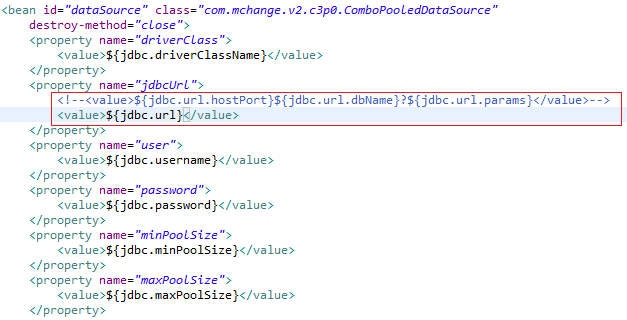 <bean id="dataSource" class="com.mchange.v2.c3p0.ComboPooledDataSource"
destroy-method="close">
<property name="driverClass">
<value>${jdbc.driverClassName}</value>
</property>
<property name="jdbcUrl">
<!--<value>${jdbc.url.hostPort}${jdbc.url.dbName}?${jdbc.url.params}</value>-->
<value>${jdbc.url}</value>
</property>
<property name="user">
<value>${jdbc.username}</value>
</property>
<property name="password">
<value>${jdbc.password}</value>
</property>
<property name="minPoolSize">
<value>${jdbc.minPoolSize}</value>
</property>
<property name="maxPoolSize">
<value>${jdbc.maxPoolSize}</value>
</property>